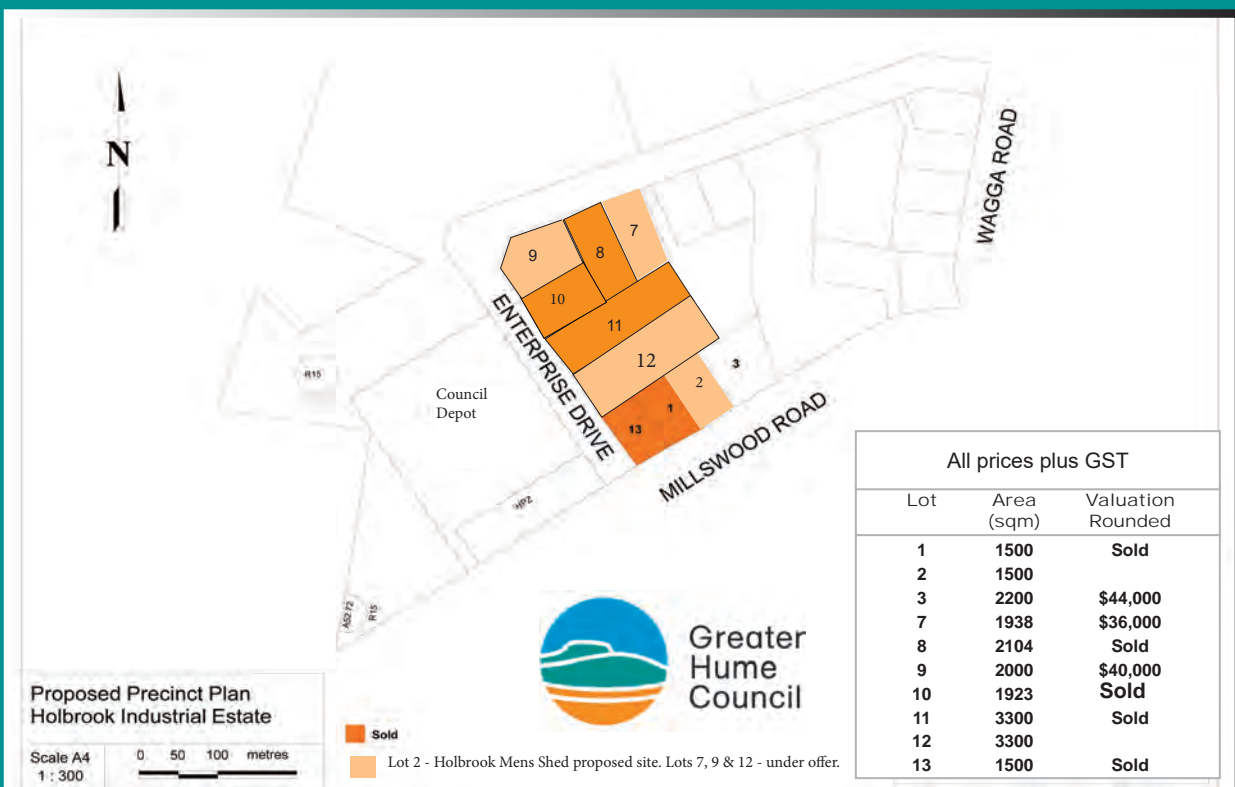 N
WAGGA ROAD
7
8
9
10
11
ENTERPRISE DRIVE
12
3
2
R15
Council
Depot
1
13
MILLSWOOD ROAD
HPZ
A5272
R15
All prices plus GST
Lot Area (sqm) Valuation Rounded
1 1500 Sold
2 1500
3 2200 $44,000
7 1938 $36,000
8 2104 Sold
9 2000 $40,000
10 1923 Sold
11 3300 Sold
12 3300
13 1500 Sold
Greater
Hume
Council
Proposed Precinct Plan
Holbrook Industrial Estate
Scale A4
1 : 300
0 50 100 metres
Sold
Lot 2 - Holbrook Mens Shed proposed site. Lots 7, 9 & 12 - under offer.